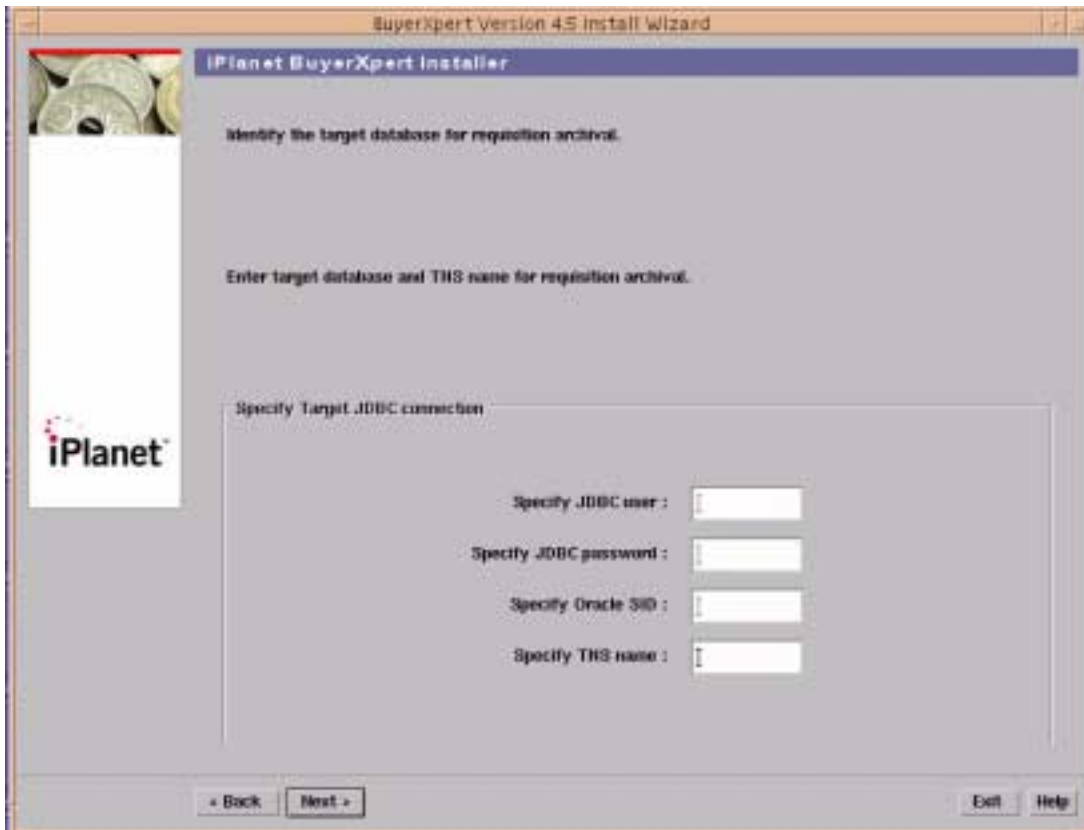 BuyerXpert Version 4.5 Install Wizard
iPlanet BuyerXpert Installer
Identify the target database for requisition archival.
Enter target database and TNS name for requisition archival.
Specify Target JDBC connection
iPlanet™
Specify JDBC user :
Specify JDBC password :
Specify Oracle SID :
Specify TNS name :
« Back
Next »
Exit
Help